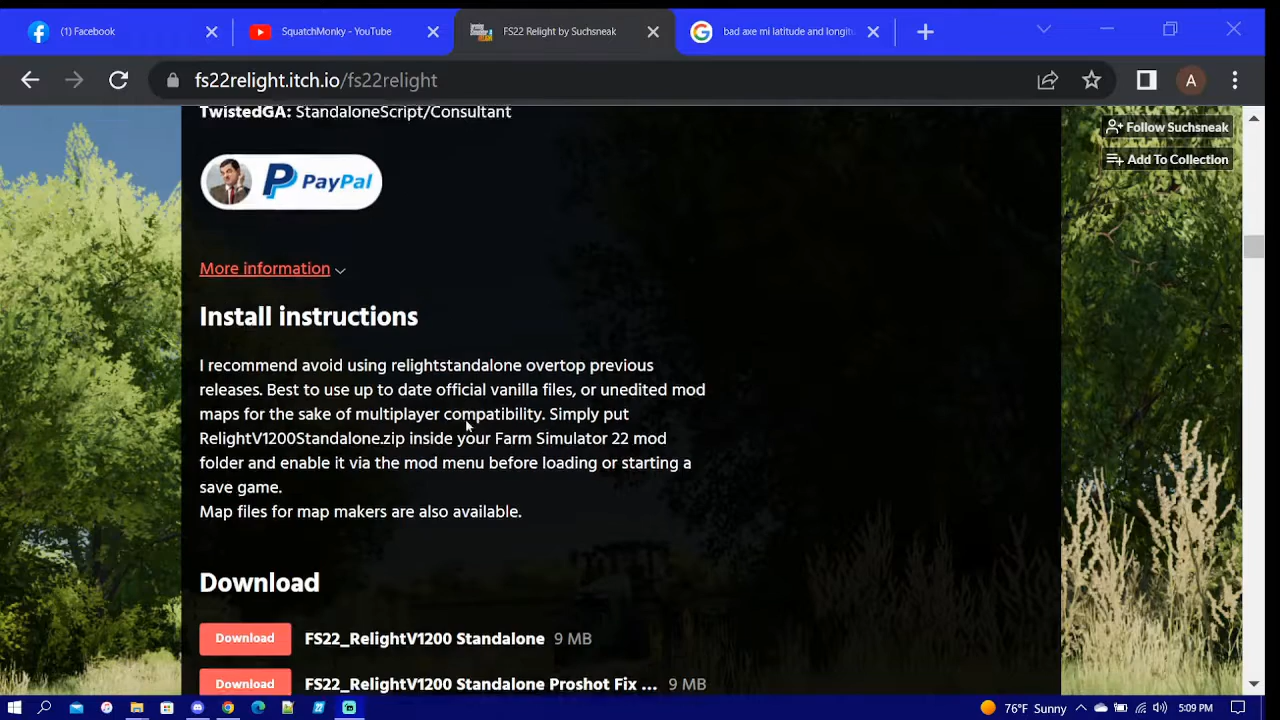 (1) Facebook
SquatchMonky - YouTube
FS22 Relight by Suchsneak
bad axe mi latitude and longitu
fs22relight.itch.io/fs22relight
A
TwistedGA: StandaloneScript/Consultant
Follow Suchsneak
Add To Collection
PayPal
More information
Install instructions
I recommend avoid using relightstandalone overtop previous
releases. Best to use up to date official vanilla files, or unedited mod
maps for the sake of multiplayer compatibility. Simply put
RelightV1200Standalone.zip inside your Farm Simulator 22 mod
folder and enable it via the mod menu before loading or starting a
save game.
Map files for map makers are also available.
Download
Download FS22_RelightV1200 Standalone 9 MB
Download FS22_RelightV1200 Standalone Proshot Fix ... 9 MB
76°F Sunny 5:09 PM